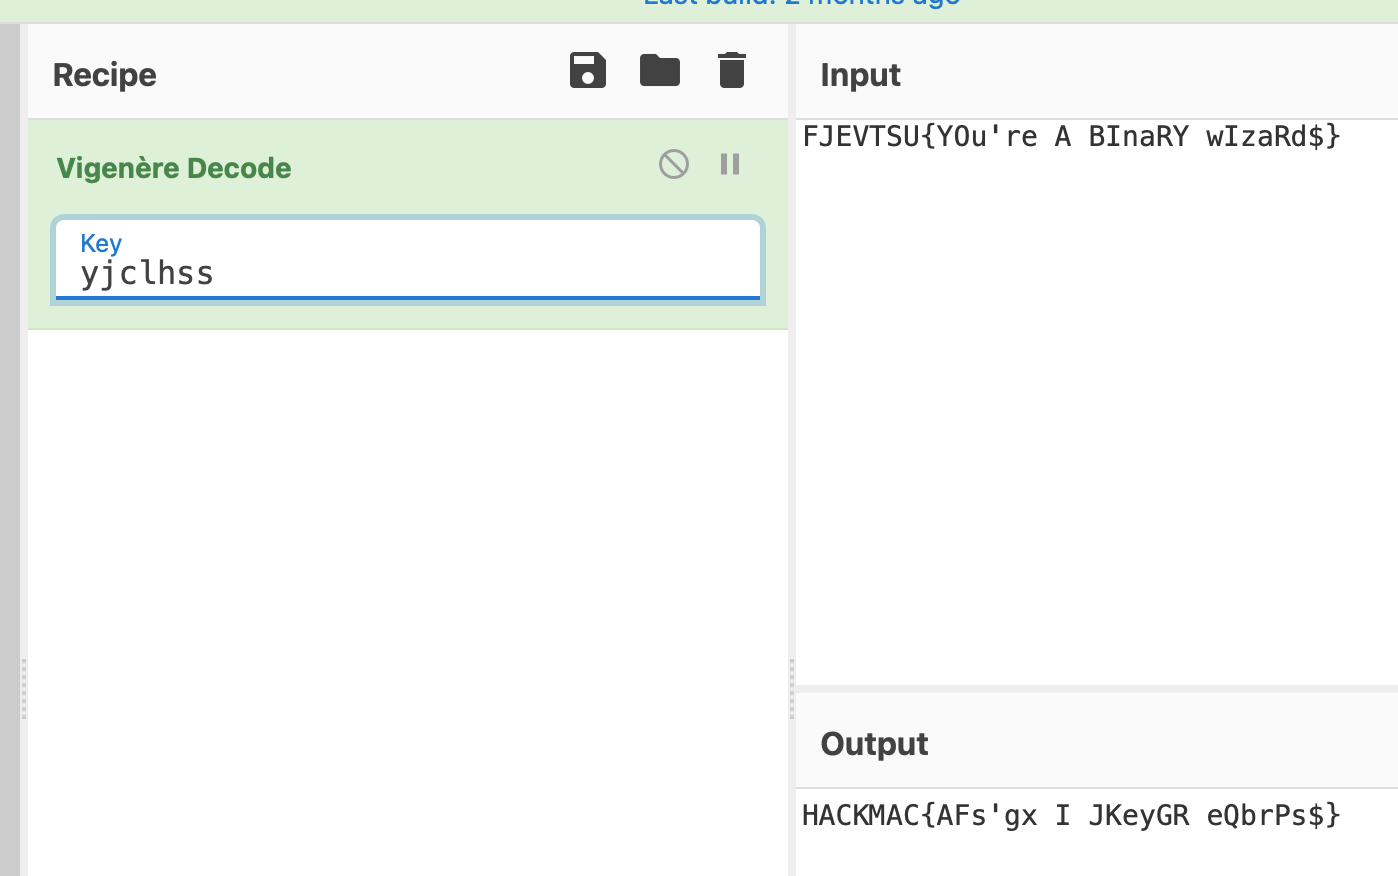 Last build: 2 months ago
Recipe
Input
Vigenère Decode
Key
yjclhss
FJEVTSU{YOu're A BInaRY wIzaRd$}
Output
HACKMAC{AFs'gx I JKeyGR eQbrPs$}